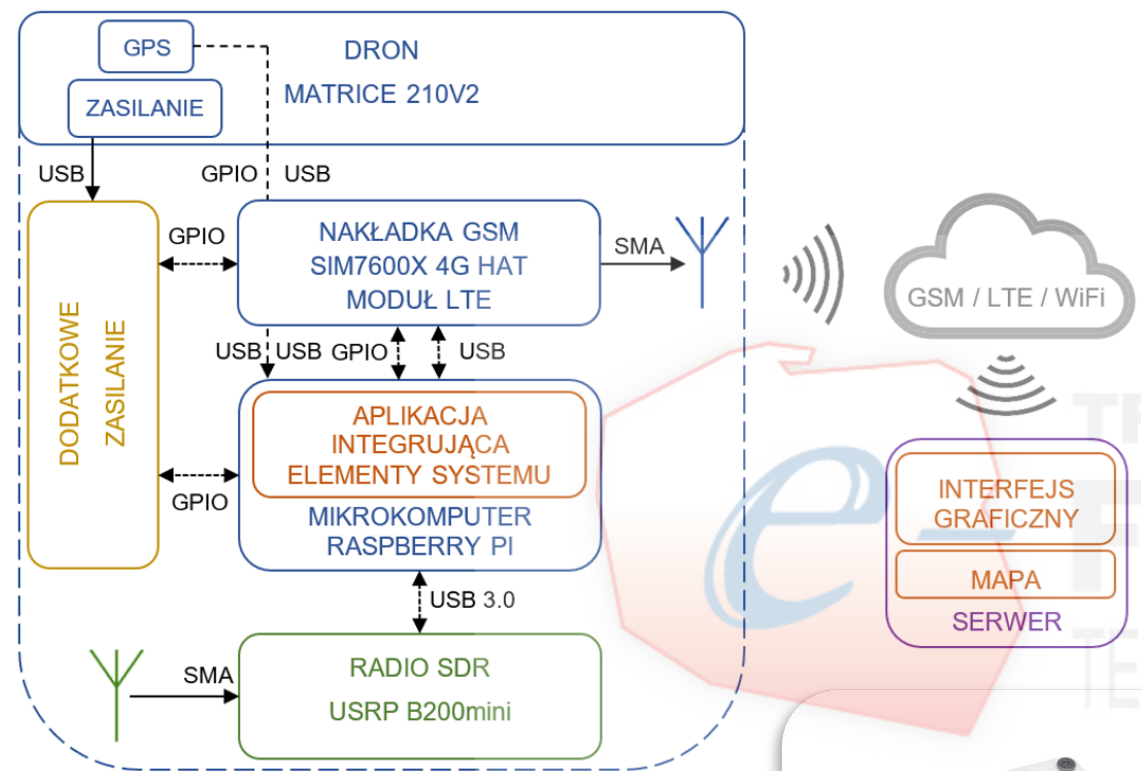 GPS
DRON
MATRICE 210V2
ZASILANIE
USB
GPIO
USB
DODATKOWE
ZASILANIE
GPIO
NAKŁADKA GSM
SIM7600X 4G HAT
MODUŁ LTE
SMA
GSM / LTE / WiFi
USB
USB
GPIO
USB
APLIKACJA
INTEGRUJĄCA
ELEMENTY SYSTEMU
MIKROKOMPUTER
RASPBERRY PI
GPIO
INTERFEJS
GRAFICZNY
MAPA
SERWER
USB 3.0
SMA
RADIO SDR
USRP B200mini